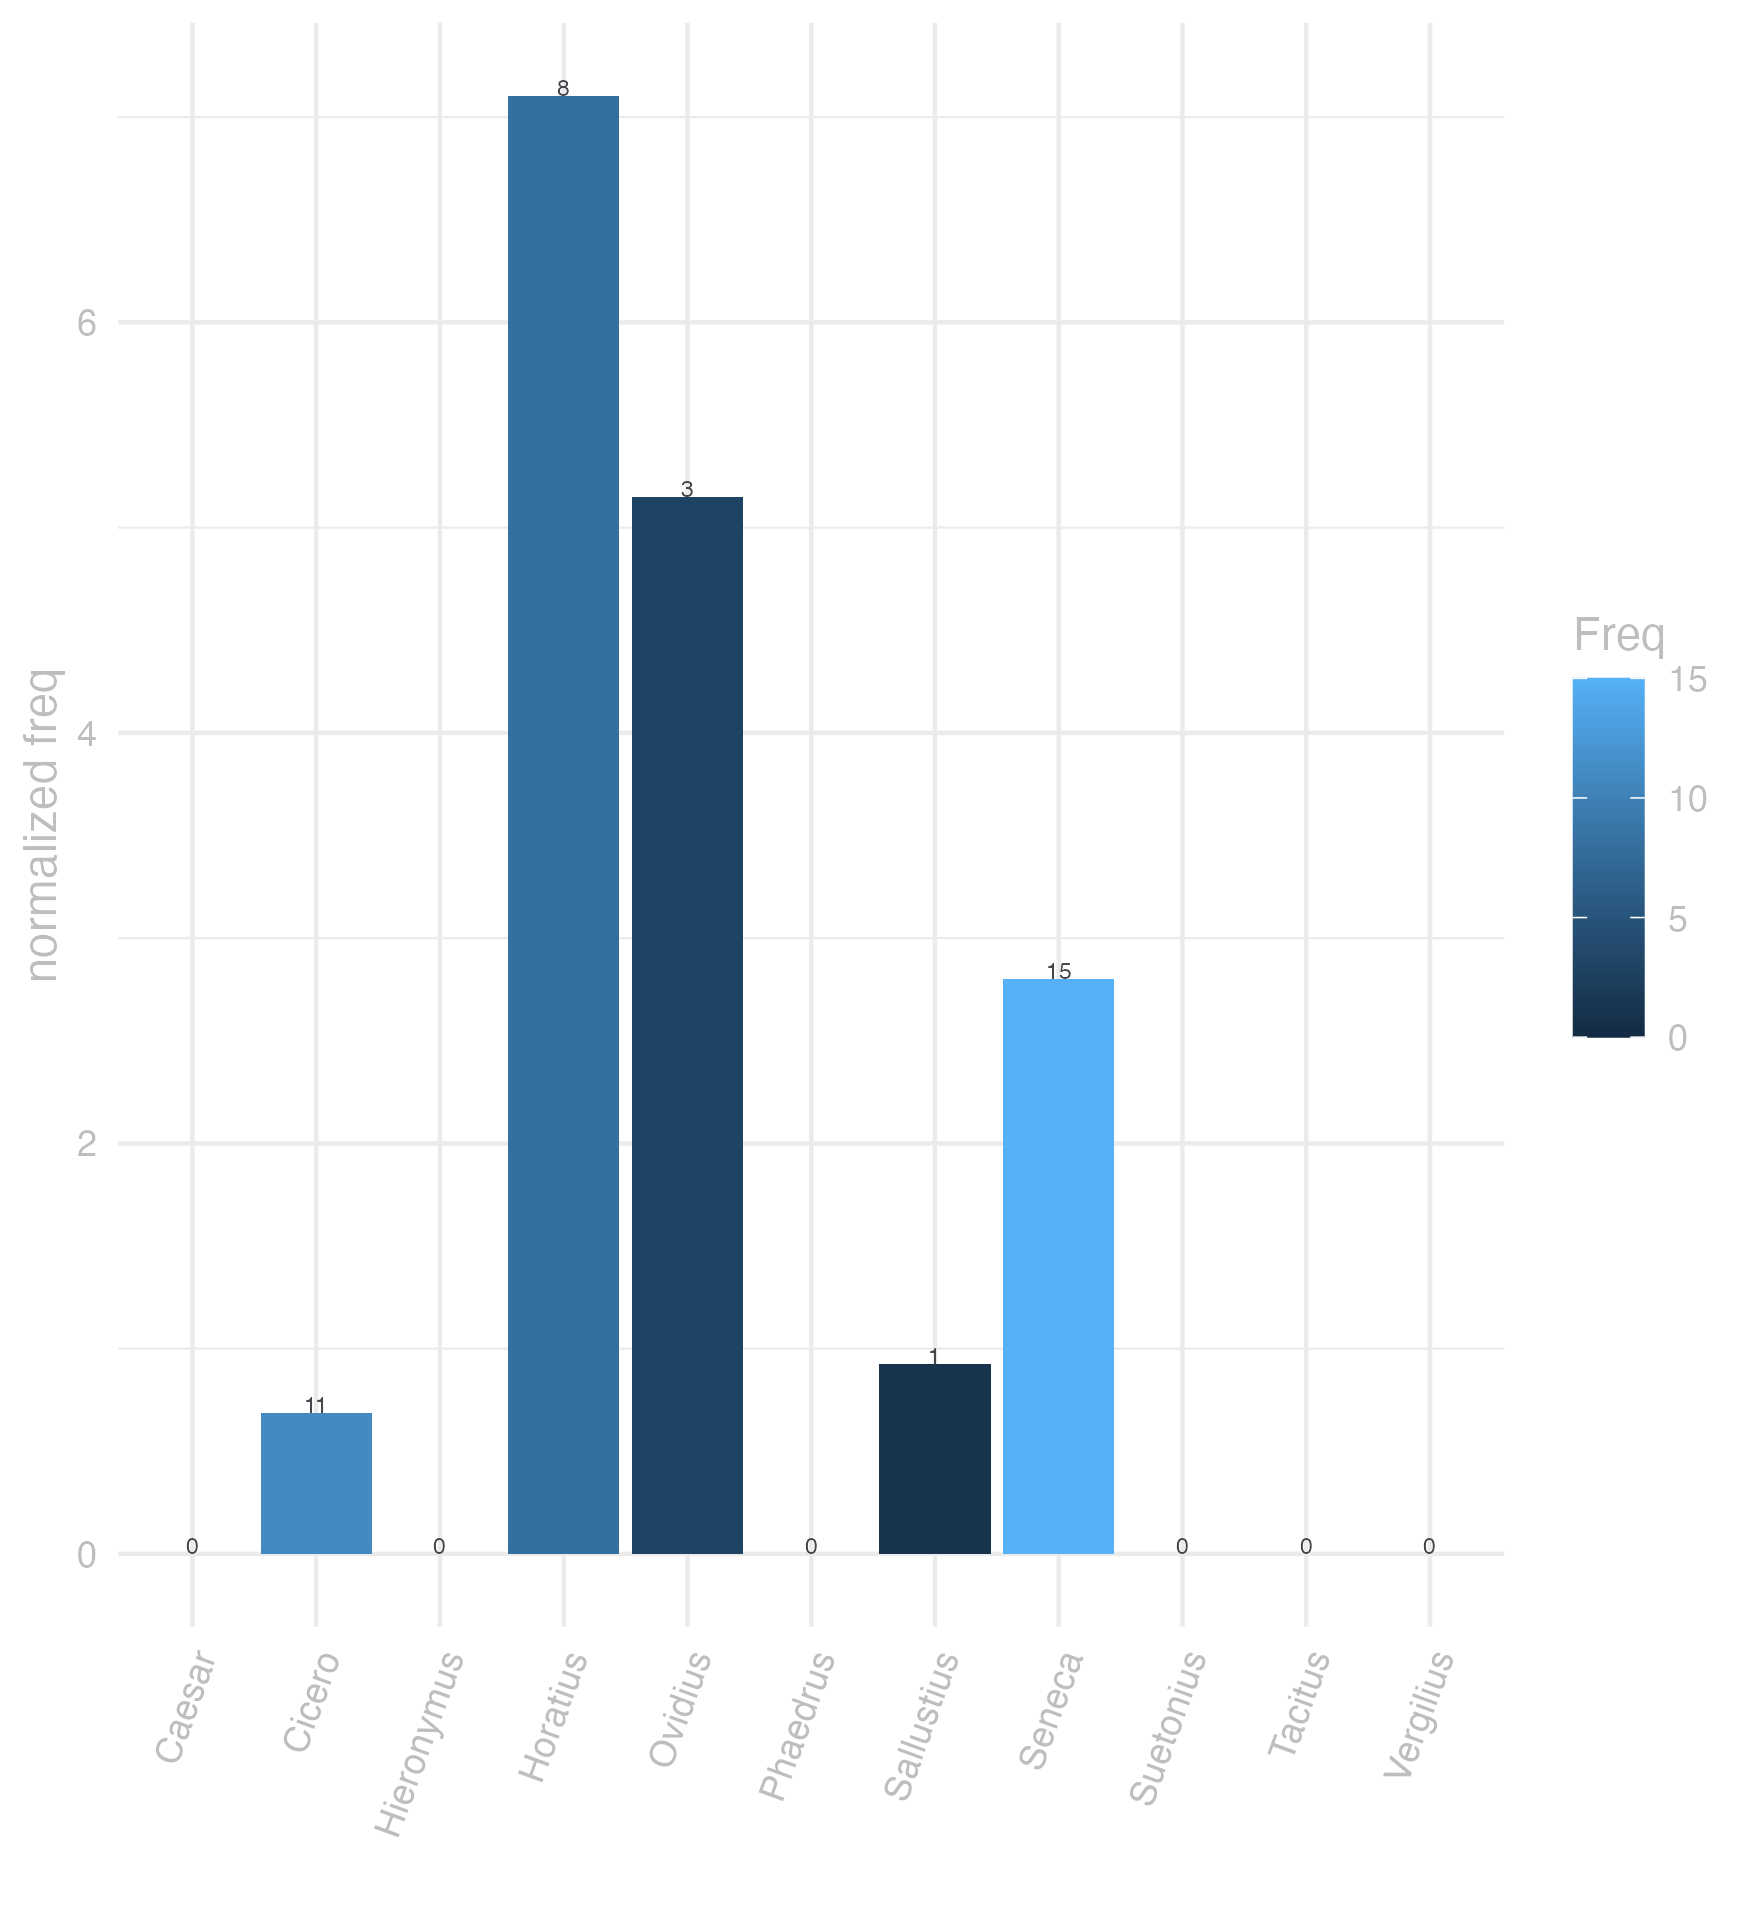 8
6
3
Freq
15
10
5
0
normalized freq
4
15
2
1
11
0
0
0
0
0
0
0
Caesar
Cicero
Hieronymus
Horatius
Ovidius
Phaedrus
Sallustius
Seneca
Suetonius
Tacitus
Vergilius